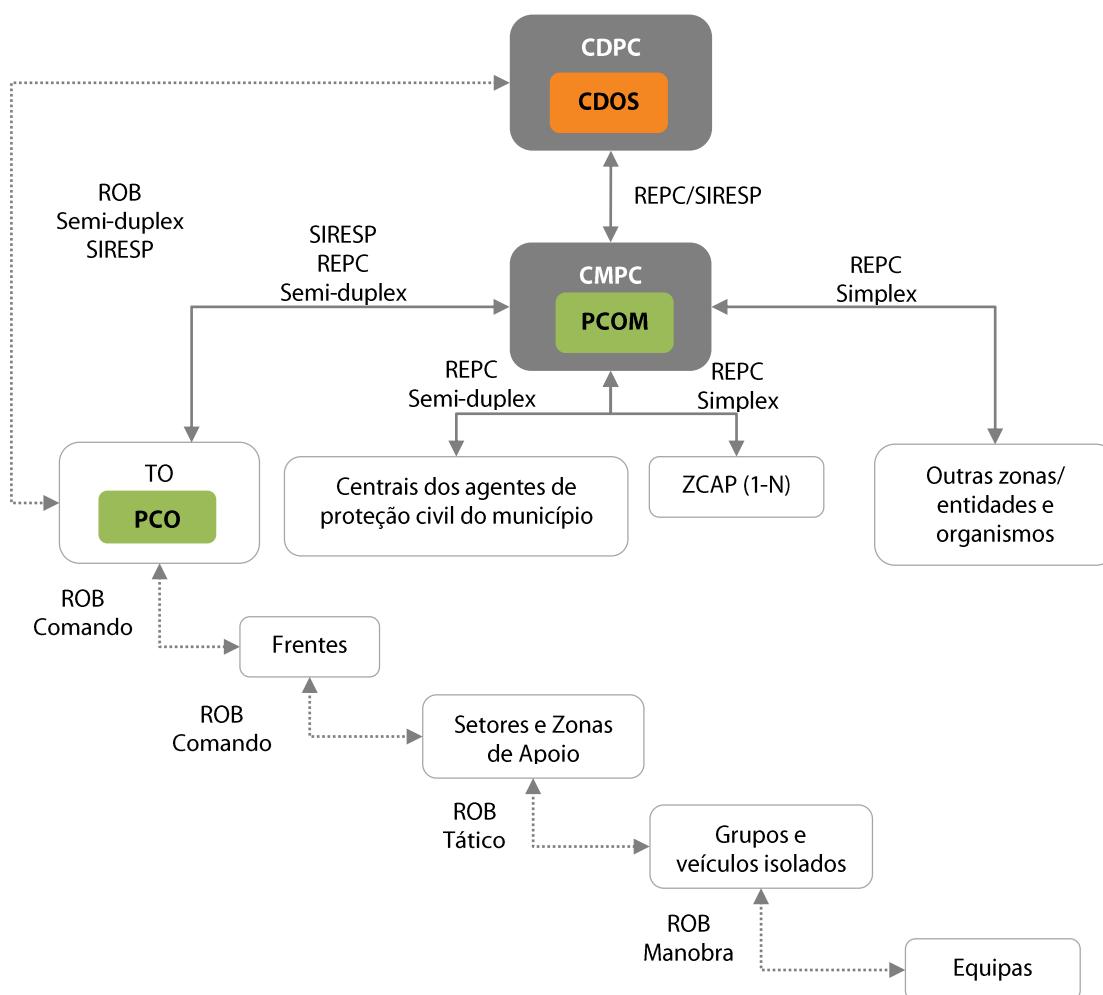 CDPC
CDOS
ROB
Semi-duplex
SIRESP
REPC/SIRESP
SIRESP
REPC
Semi-duplex
CMPC
PCOM
REPC
Simplex
REPC
Semi-duplex
REPC
Simplex
TO
PCO
Centrais dos agentes de
proteção civil do município
ZCAP (1-N)
Outras zonas/
entidades e
organismos
ROB
Comando
Frentes
ROB
Comando
Setores e Zonas
de Apoio
ROB
Tático
Grupos e
veículos isolados
ROB
Manobra
Equipas